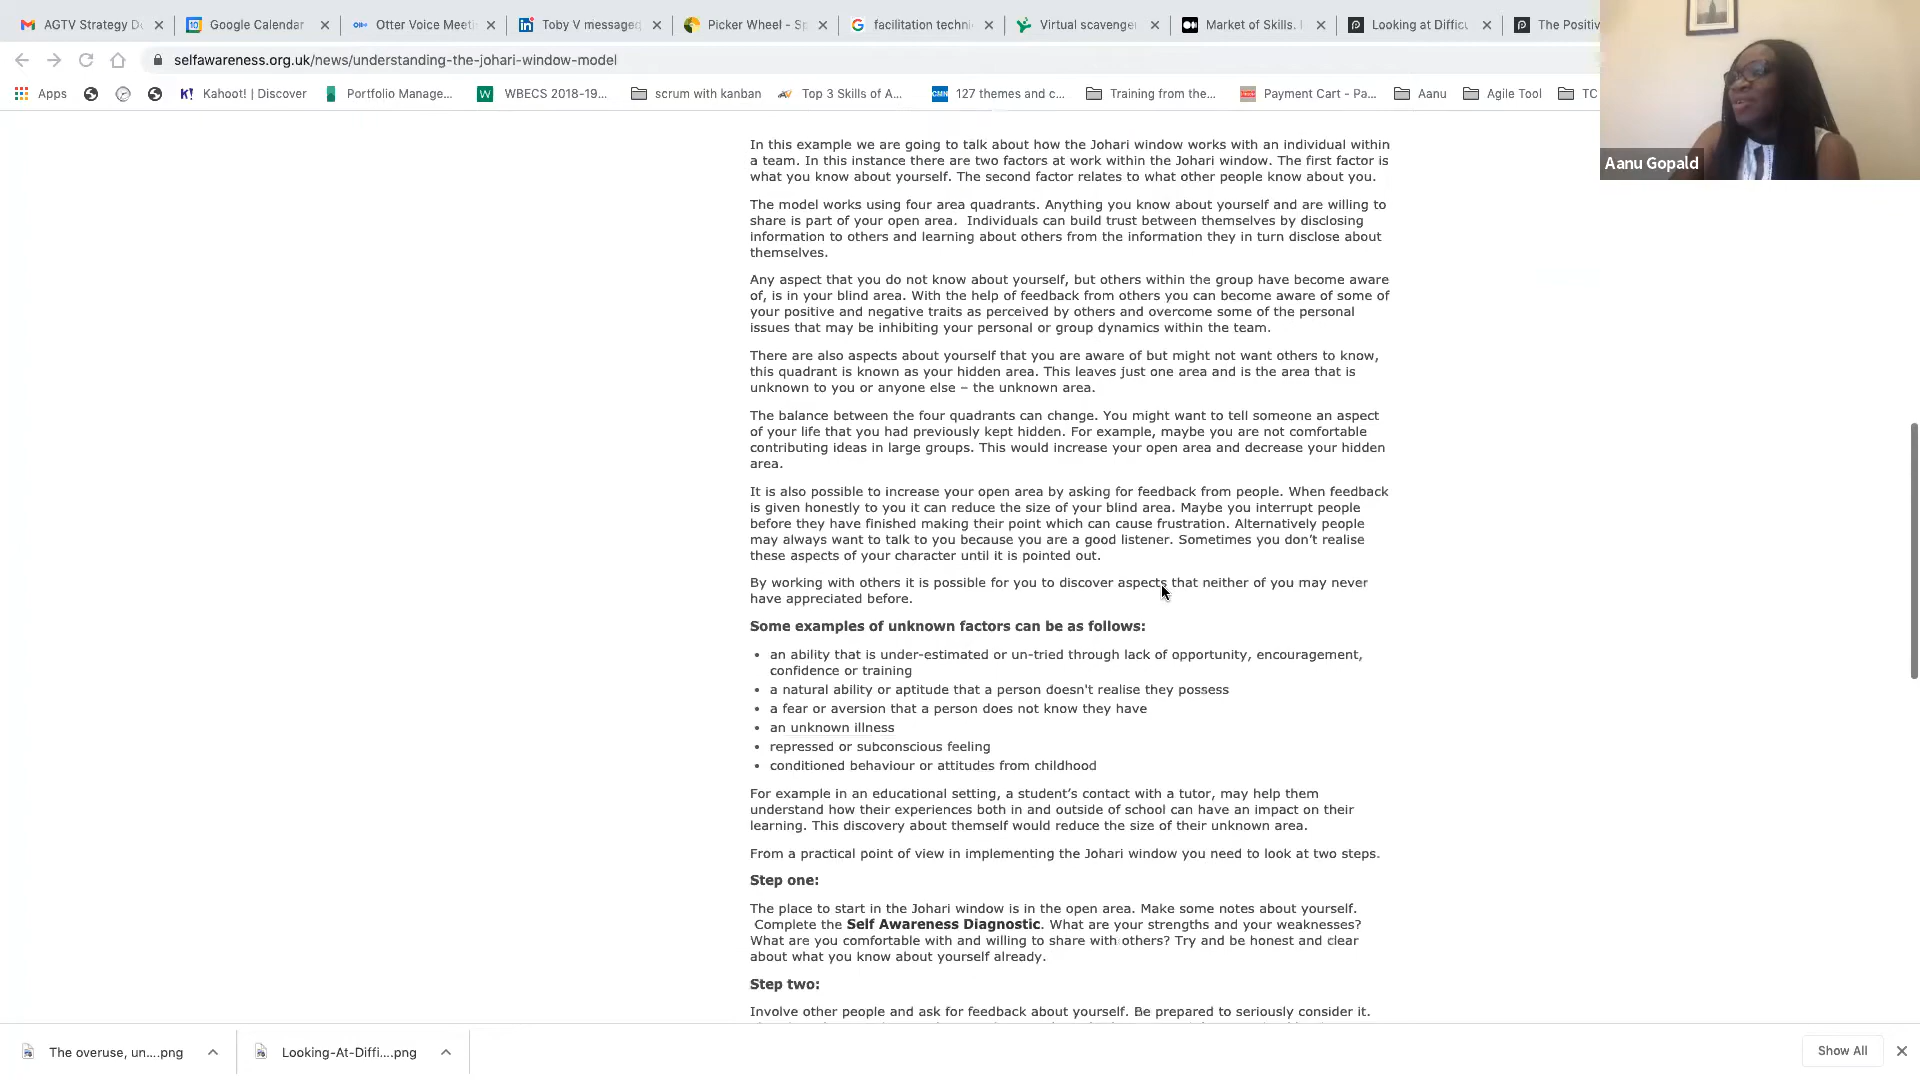 AGTV Strategy D
Google Calendar
Otter Voice Meeti
Toby V messaged
Picker Wheel - Sp
facilitation techni
Virtual scavenger
Market of Skills.
Looking at Difficu
The Positiv
selfawareness.org.uk/news/understanding-the-johari-window-model
Apps
Kahoot! | Discover
Portfolio Manage...
WBECS 2018-19...
scrum with kanban
Top 3 Skills of A...
127 themes and c...
Training from the...
Payment Cart - Pa...
Aanu
Agile Tool
TC
Aanu Gopald
In this example we are going to talk about how the Johari window works with an individual within
a team. In this instance there are two factors at work within the Johari window. The first factor is
what you know about yourself. The second factor relates to what other people know about you.
The model works using four area quadrants. Anything you know about yourself and are willing to
share is part of your open area.  Individuals can build trust between themselves by disclosing
information to others and learning about others from the information they in turn disclose about
themselves.
Any aspect that you do not know about yourself, but others within the group have become aware
of, is in your blind area. With the help of feedback from others you can become aware of some of
your positive and negative traits as perceived by others and overcome some of the personal
issues that may be inhibiting your personal or group dynamics within the team.
There are also aspects about yourself that you are aware of but might not want others to know,
this quadrant is known as your hidden area. This leaves just one area and is the area that is
unknown to you or anyone else – the unknown area.
The balance between the four quadrants can change. You might want to tell someone an aspect
of your life that you had previously kept hidden. For example, maybe you are not comfortable
contributing ideas in large groups. This would increase your open area and decrease your hidden
area.
It is also possible to increase your open area by asking for feedback from people. When feedback
is given honestly to you it can reduce the size of your blind area. Maybe you interrupt people
before they have finished making their point which can cause frustration. Alternatively people
may always want to talk to you because you are a good listener. Sometimes you don’t realise
these aspects of your character until it is pointed out.
By working with others it is possible for you to discover aspects that neither of you may never
have appreciated before.
Some examples of unknown factors can be as follows:
• an ability that is under-estimated or un-tried through lack of opportunity, encouragement,
confidence or training
• a natural ability or aptitude that a person doesn't realise they possess
• a fear or aversion that a person does not know they have
• an unknown illness
• repressed or subconscious feeling
• conditioned behaviour or attitudes from childhood
For example in an educational setting, a student’s contact with a tutor, may help them
understand how their experiences both in and outside of school can have an impact on their
learning. This discovery about themself would reduce the size of their unknown area.
From a practical point of view in implementing the Johari window you need to look at two steps.
Step one:
The place to start in the Johari window is in the open area. Make some notes about yourself.
Complete the Self Awareness Diagnostic. What are your strengths and your weaknesses?
What are you comfortable with and willing to share with others? Try and be honest and clear
about what you know about yourself already.
Step two:
Involve other people and ask for feedback about yourself. Be prepared to seriously consider it.
The overuse, un....png
Looking-At-Diffi....png
Show All